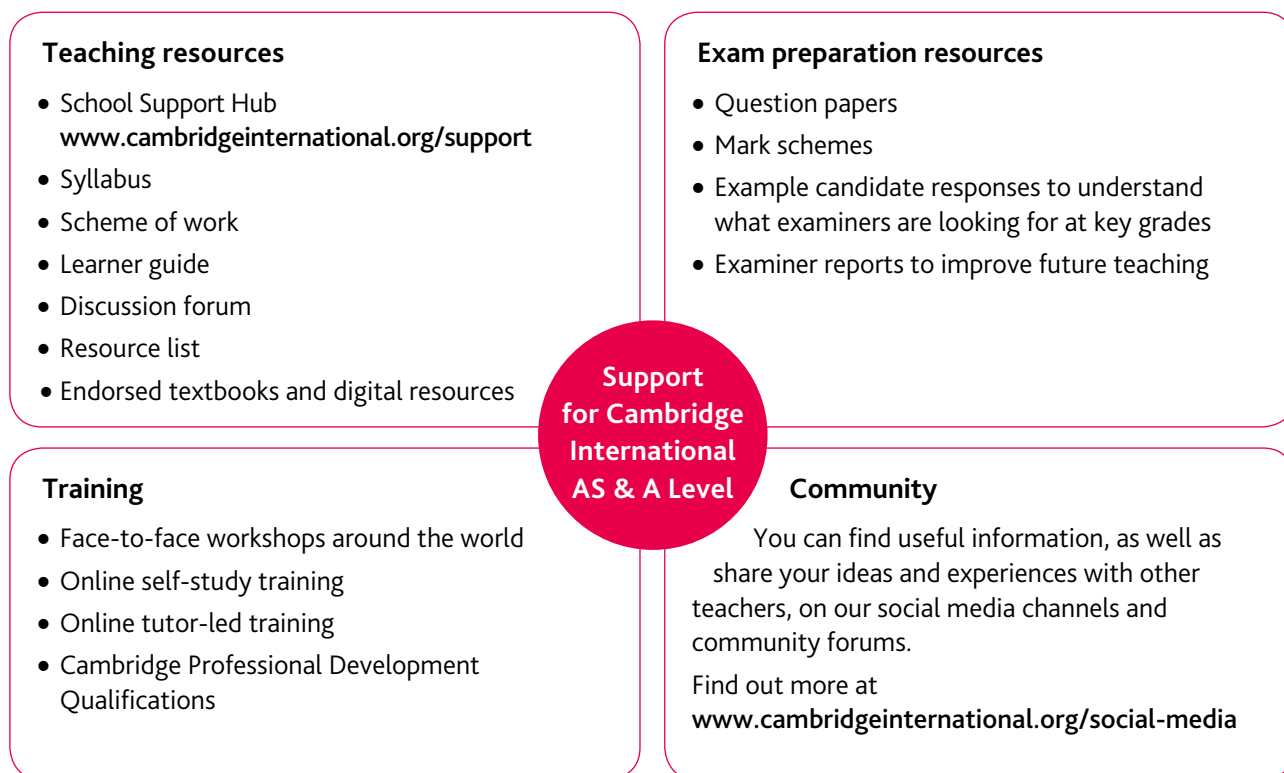 Teaching resources
• School Support Hub
www.cambridgeinternational.org/support
• Syllabus
• Scheme of work
• Learner guide
• Discussion forum
• Resource list
• Endorsed textbooks and digital resources
Exam preparation resources
• Question papers
• Mark schemes
• Example candidate responses to understand
what examiners are looking for at key grades
• Examiner reports to improve future teaching
Support
for Cambridge
International
AS & A Level
Training
• Face-to-face workshops around the world
• Online self-study training
• Online tutor-led training
• Cambridge Professional Development
Qualifications
Community
You can find useful information, as well as
share your ideas and experiences with other
teachers, on our social media channels and
community forums.
Find out more at
www.cambridgeinternational.org/social-media